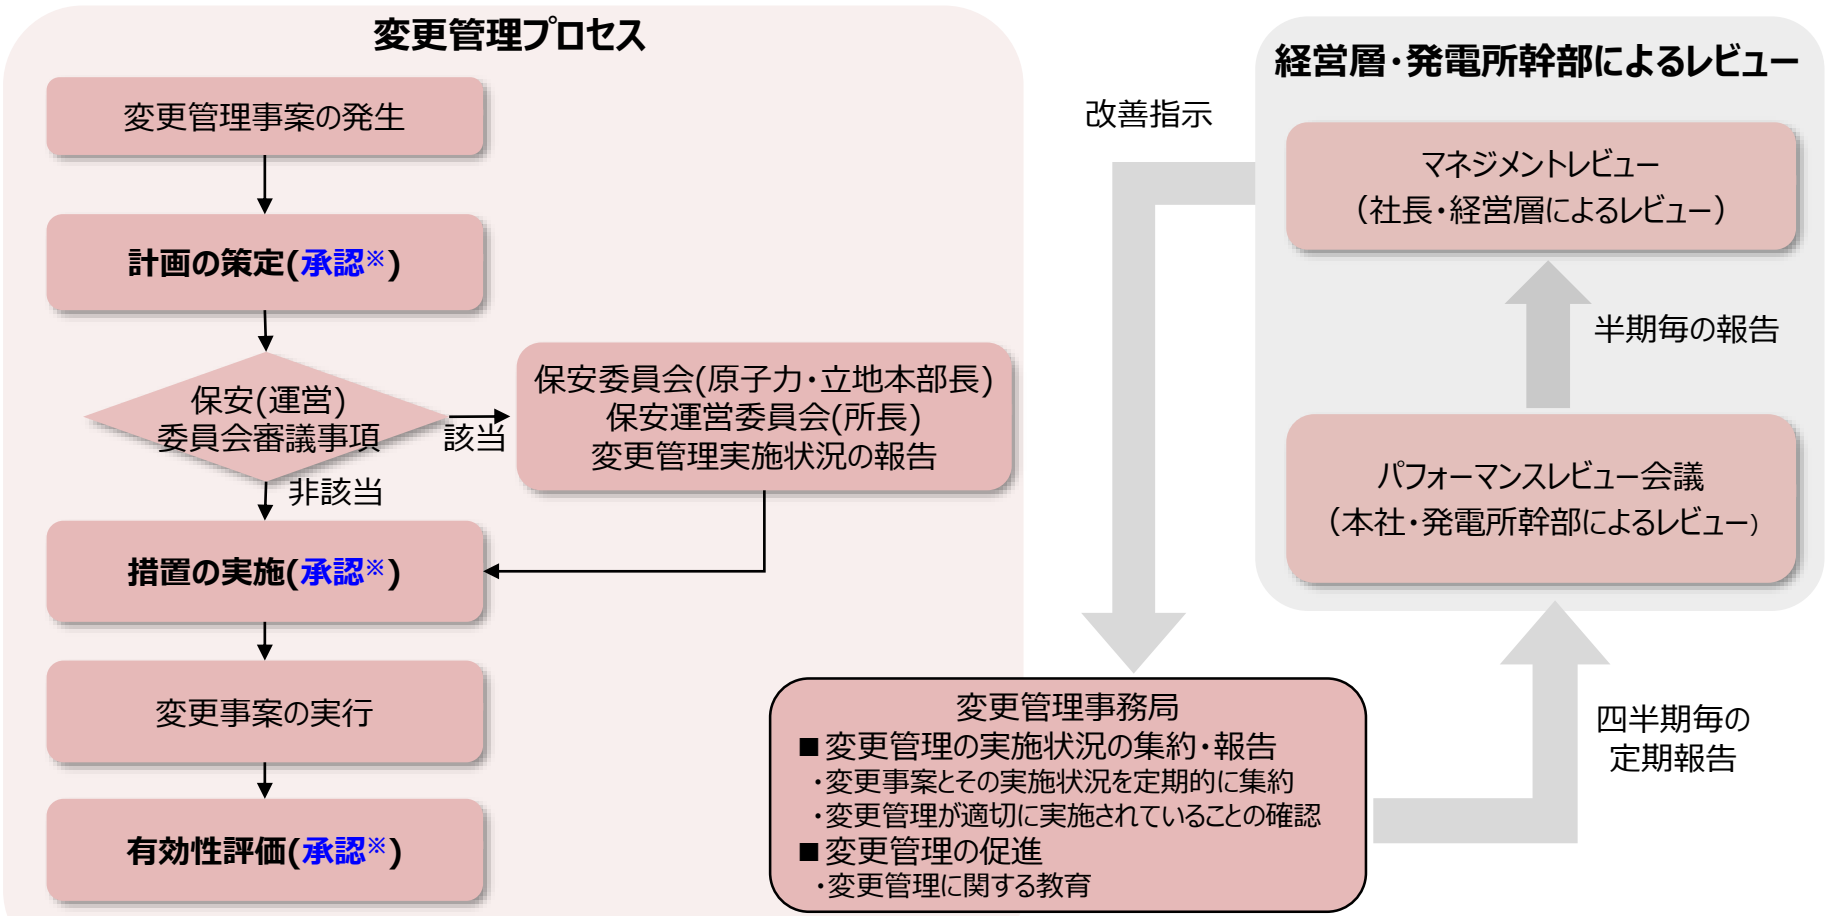 変更管理プロセス
変更管理事案の発生
計画の策定(承認※)
保安(運営)
委員会審議事項
該当
非該当
保安委員会(原子力・立地本部長)
保安運営委員会(所長)
変更管理実施状況の報告
措置の実施(承認※)
変更事案の実行
有効性評価(承認※)
経営層・発電所幹部によるレビュー
改善指示
マネジメントレビュー
（社長・経営層によるレビュー）
半期毎の報告
パフォーマンスレビュー会議
（本社・発電所幹部によるレビュー）
四半期毎の
定期報告
変更管理事務局
■変更管理の実施状況の集約・報告
・変更事案とその実施状況を定期的に集約
・変更管理が適切に実施されていることの確認
■変更管理の促進
・変更管理に関する教育